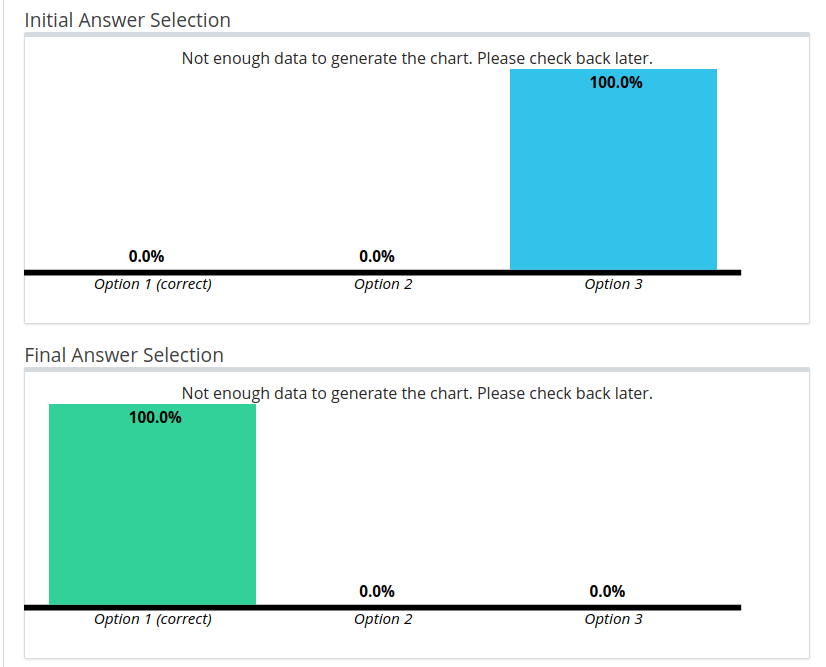 Initial Answer Selection
Not enough data to generate the chart. Please check back later.
100.0%
0.0% 0.0%
Option 1 (correct) Option 2 Option 3
Final Answer Selection
Not enough data to generate the chart. Please check back later.
100.0%
0.0% 0.0%
Option 1 (correct) Option 2 Option 3